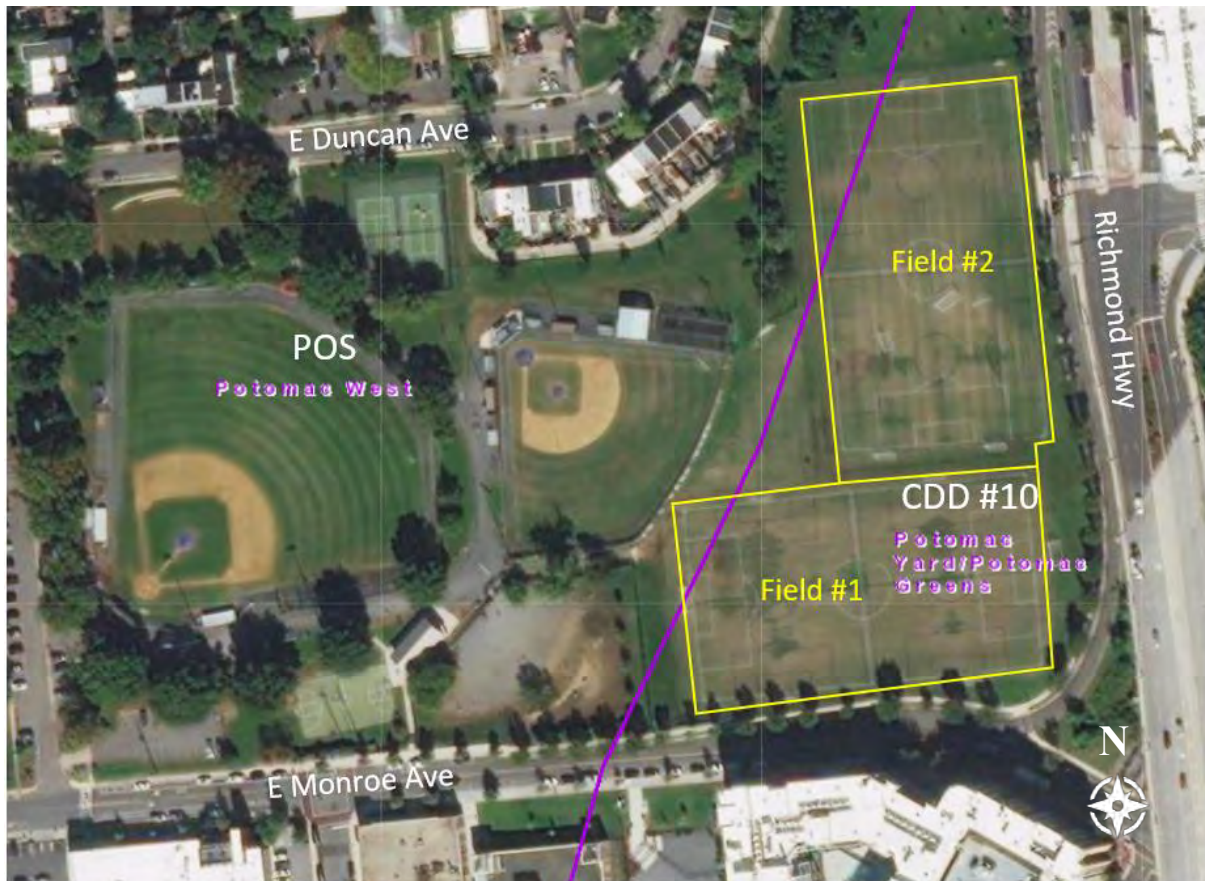 E Duncan Ave
Richmond Hwy
Field #2
POS
Potomac West
CDD #10
Potomac
Yard/Potomac
Greens
Field #1
N
E Monroe Ave